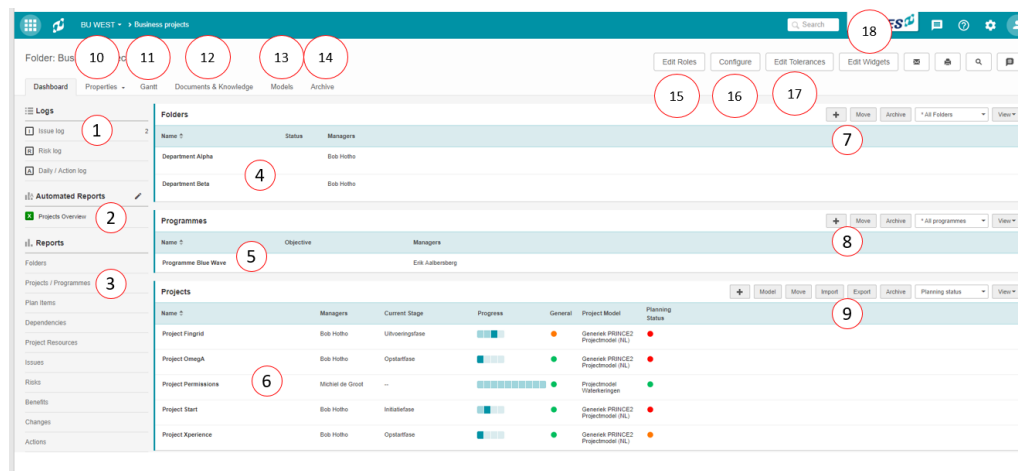 BU WEST > Business projects
Search
ES
18
Folder: Bus
10
11
12
13
14
Edit Roles
Configure
Edit Tolerances
Edit Widgets
Dashboard
Properties
Gantt
Documents & Knowledge
Models
Archive
15
16
17
Logs
I Issue log 2
1
R Risk log
A Daily / Action log
Automated Reports
X Projects Overview
2
Reports
Folders
Projects / Programmes
3
Plan Items
Dependencies
Project Resources
Issues
Risks
Benefits
Changes
Actions
Folders
+ Move Archive * All Folders View
7
Name Status Managers
Department Alpha Bob Hotho
4
Department Beta Bob Hotho
Programmes
+ Move Archive * All programmes View
8
Name Objective Managers
5
Programme Blue Wave Erik Aalbersberg
Projects
+ Model Move Import Export Archive Planning status View
9
Name Managers Current Stage Progress General Project Model Planning
Status
Project Fingrid Bob Hotho Uitvoeringsfase Generiek PRINCE2
Projectmodel (NL)
Project OmegA Bob Hotho Opstartfase Generiek PRINCE2
Projectmodel (NL)
6
Project Permissions Michiel de Groot -- Projectmodel
Waterkeringen
Project Start Bob Hotho Initiatiefase Generiek PRINCE2
Projectmodel (NL)
Project Xperience Bob Hotho Opstartfase Generiek PRINCE2
Projectmodel (NL)